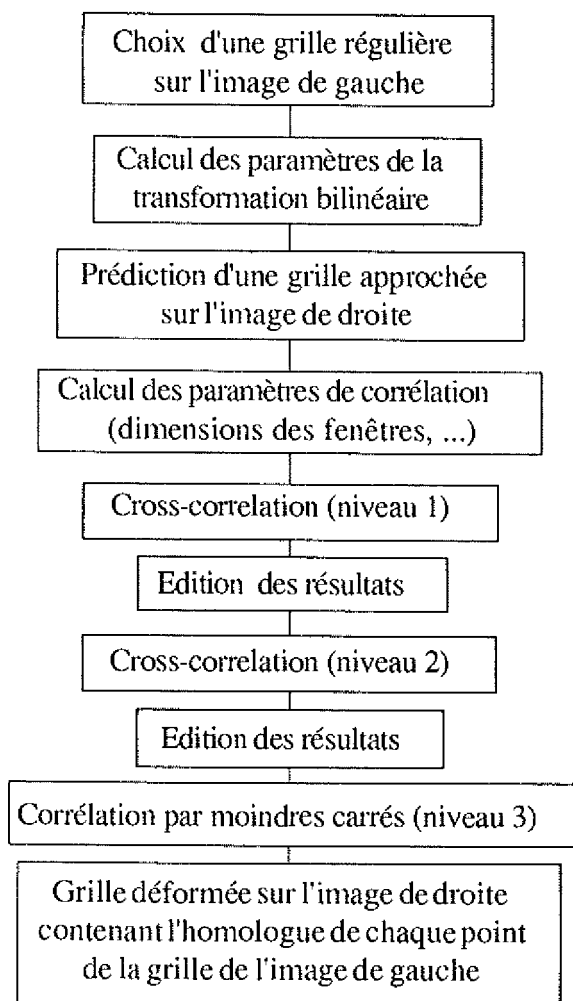 Choix d'une grille régulière
sur l'image de gauche
Calcul des paramètres de la
transformation bilinéaire
Prédiction d'une grille approchée
sur l'image de droite
Calcul des paramètres de corrélation
(dimensions des fenêtres, ...)
Cross-correlation (niveau 1)
Edition des résultats
Cross-correlation (niveau 2)
Edition des résultats
Corrélation par moindres carrés (niveau 3)
Grille déformée sur l'image de droite
contenant l'homologue de chaque point
de la grille de l'image de gauche